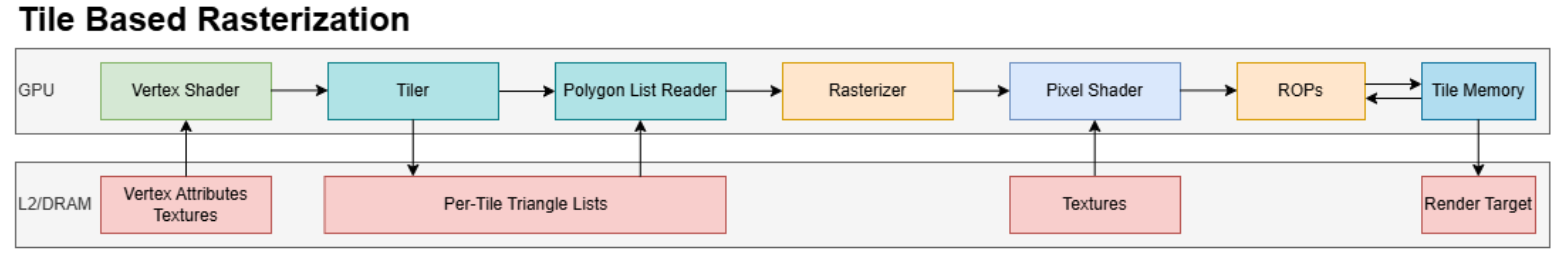 Tile Based Rasterization
GPU
Vertex Shader
Tiler
Polygon List Reader
Rasterizer
Pixel Shader
ROPs
Tile Memory
L2/DRAM
Vertex Attributes
Textures
Per-Tile Triangle Lists
Textures
Render Target